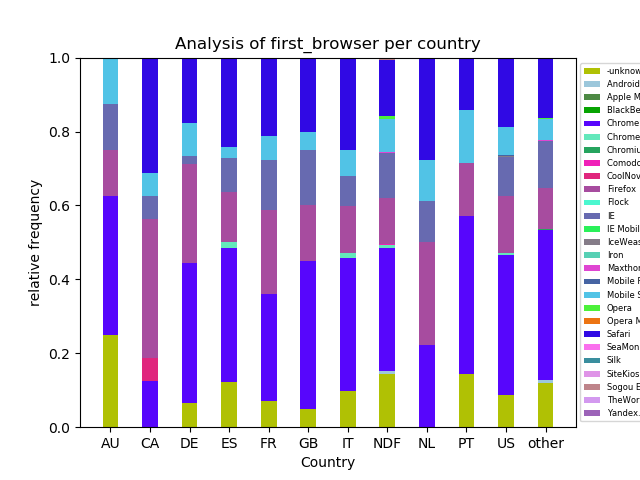 Analysis of first_browser per country
relative frequency
1.0
0.8
0.6
0.4
0.2
0.0
AU CA DE ES FR GB IT NDF NL PT US other
Country
-unknow
Android
Apple M
BlackBe
Chrome
Chrome
Chromiu
Comodo
CoolNov
Firefox
Flock
IE
IE Mobil
IceWeas
Iron
Maxthor
Mobile F
Mobile S
Opera
Opera M
Safari
SeaMon
Silk
SiteKios
Sogou E
TheWor
Yandex.